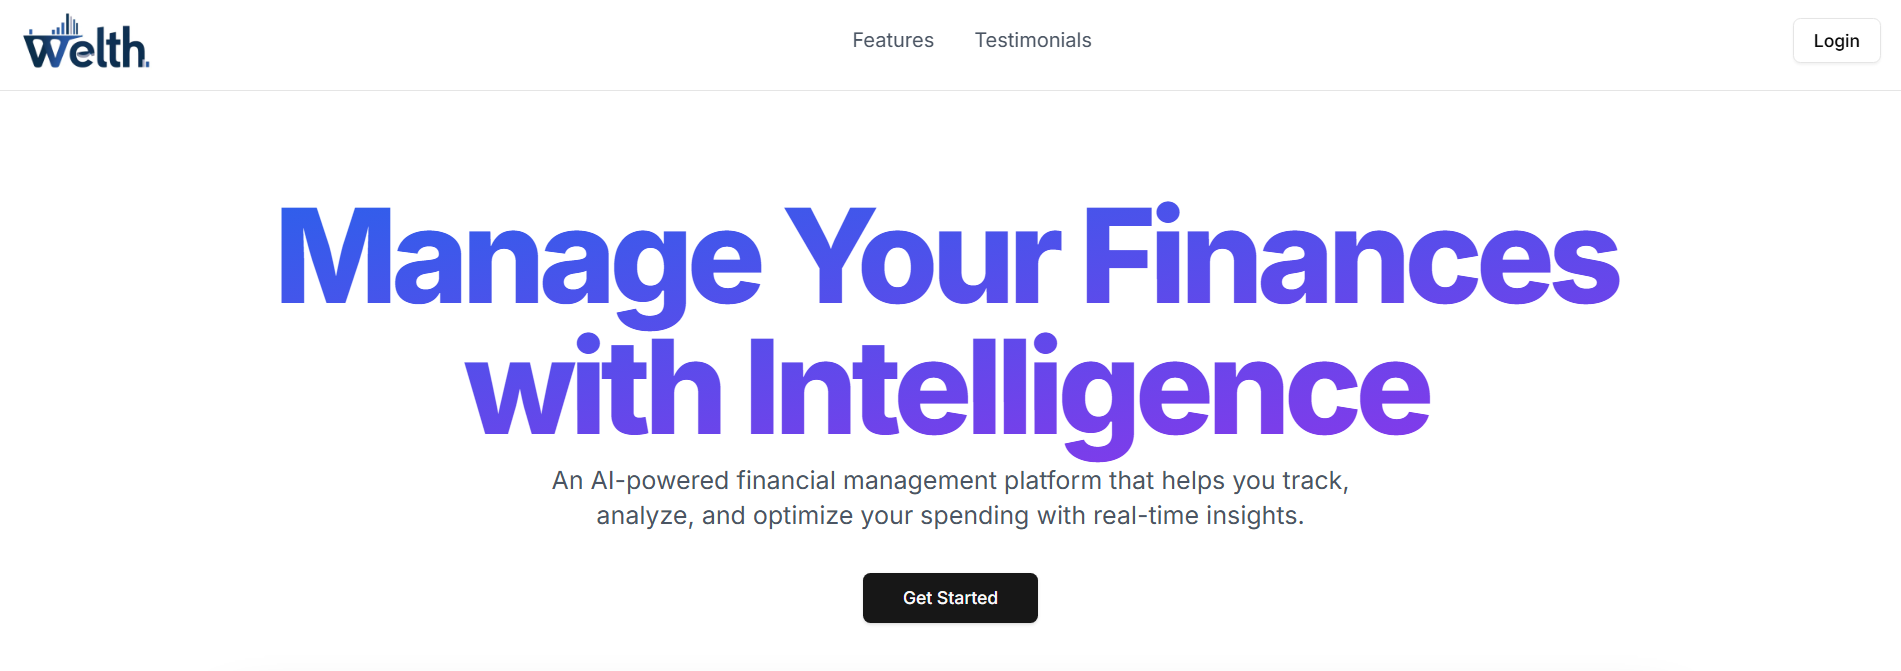 Welth
Features
Testimonials
Login
Manage Your Finances
with Intelligence
An AI-powered financial management platform that helps you track,
analyze, and optimize your spending with real-time insights.
Get Started